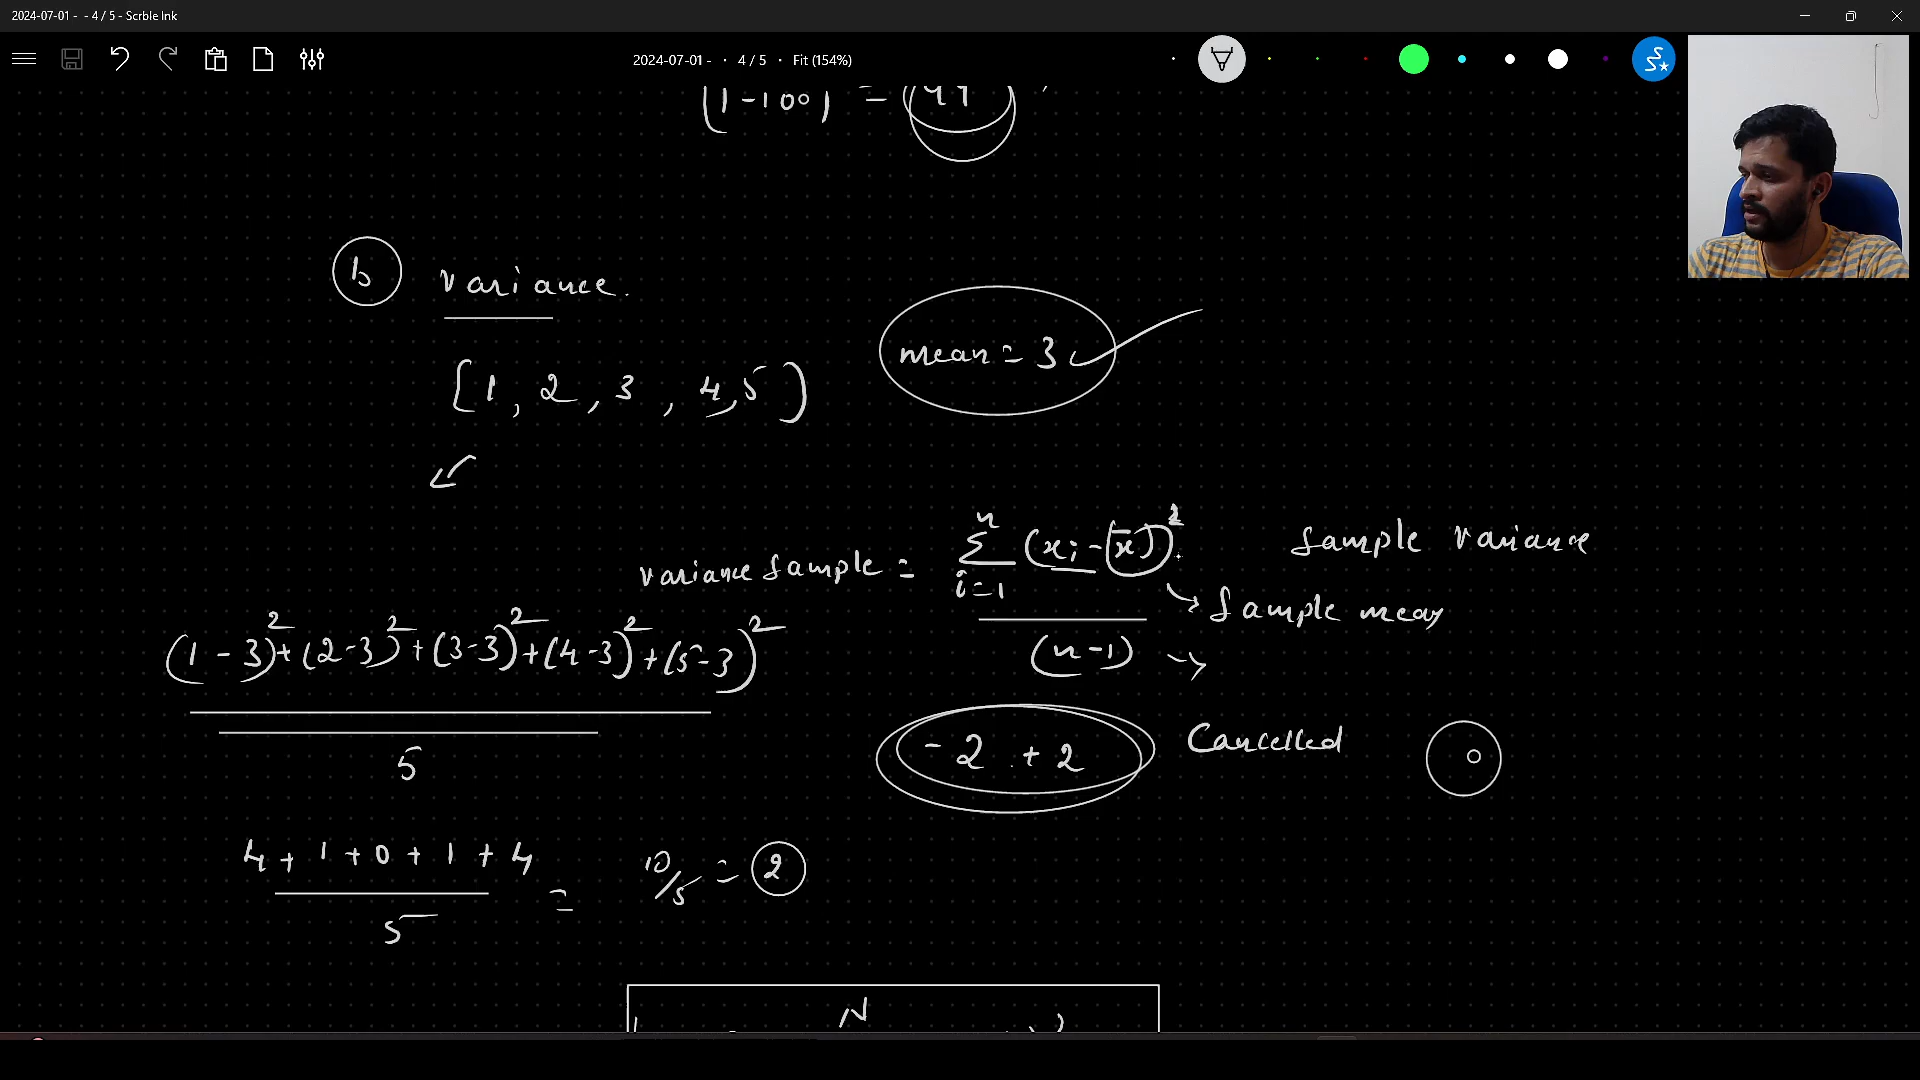 2024-07-01 - - 4 / 5 - Scrble Ink
2024-07-01 - · 4 / 5 · Fit (154%)
(1-100) = 99
b variance.
[1, 2, 3, 4, 5)
mean = 3
variance sample = n Σ i=1 (xi - x̄)² / (n-1)
Sample variance
Sample mean
(1-3)² + (2-3)² + (3-3)² + (4-3)² + (5-3)²
5
-2 + 2 Cancelled 0
4 + 1 + 0 + 1 + 4 / 5 = 10/5 = 2
N